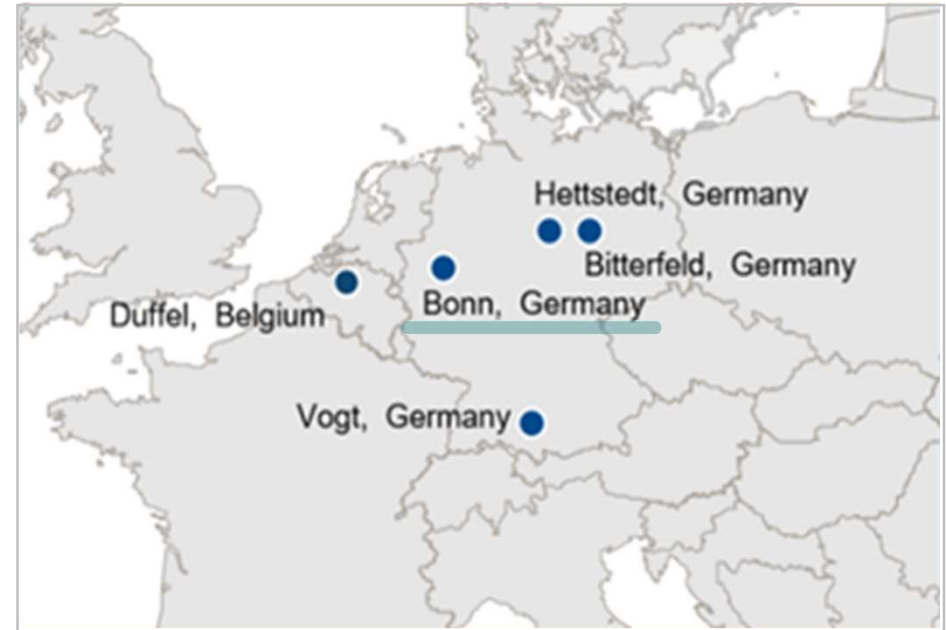 Hettstedt, Germany
Bitterfeld, Germany
Bonn, Germany
Duffel, Belgium
Vogt, Germany